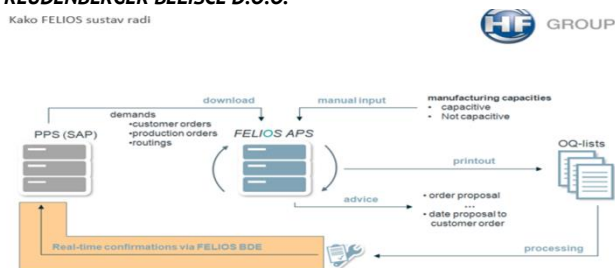 REUDENBERGER BELIŠĆE D.O.O.
Kako FELIOS sustav radi
HF GROUP
download
manual input
manufacturing capacities
• capacitive
• Not capacitive
demands
•customer orders
•production orders
•routings
PPS (SAP)
FELIOS APS
OQ-lists
printout
advice
• order proposal
...
• date proposal to
customer order
Real-time confirmations via FELIOS BDE
processing